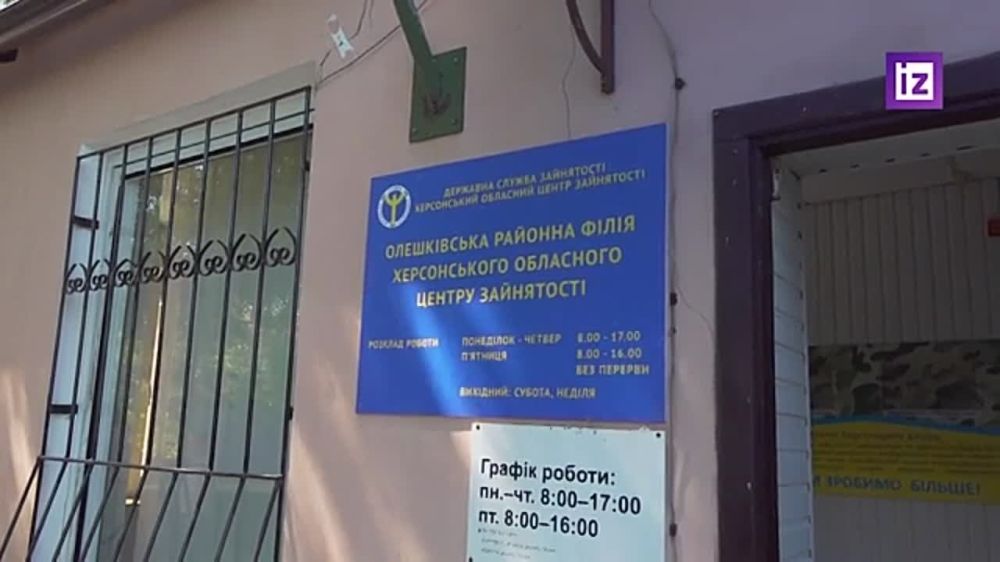 iz
ДЕРЖАВНА СЛУЖБА ЗАЙНЯТОСТІ
ХЕРСОНСЬКИЙ ОБЛАСНИЙ ЦЕНТР ЗАЙНЯТОСТІ
ОЛЕШКІВСЬКА РАЙОННА ФІЛІЯ
ХЕРСОНСЬКОГО ОБЛАСНОГО
ЦЕНТРУ ЗАЙНЯТОСТІ
РОЗКЛАД РОБОТИ ПОНЕДІЛОК - ЧЕТВЕР 8.00 - 17.00
П'ЯТНИЦЯ 8.00 - 16.00
БЕЗ ПЕРЕРВИ
ВИХІДНИЙ: СУБОТА, НЕДІЛЯ
Графік роботи:
пн.–чт. 8:00–17:00
пт. 8:00–16:00
ЗРОБИМО БІЛЬШЕ!